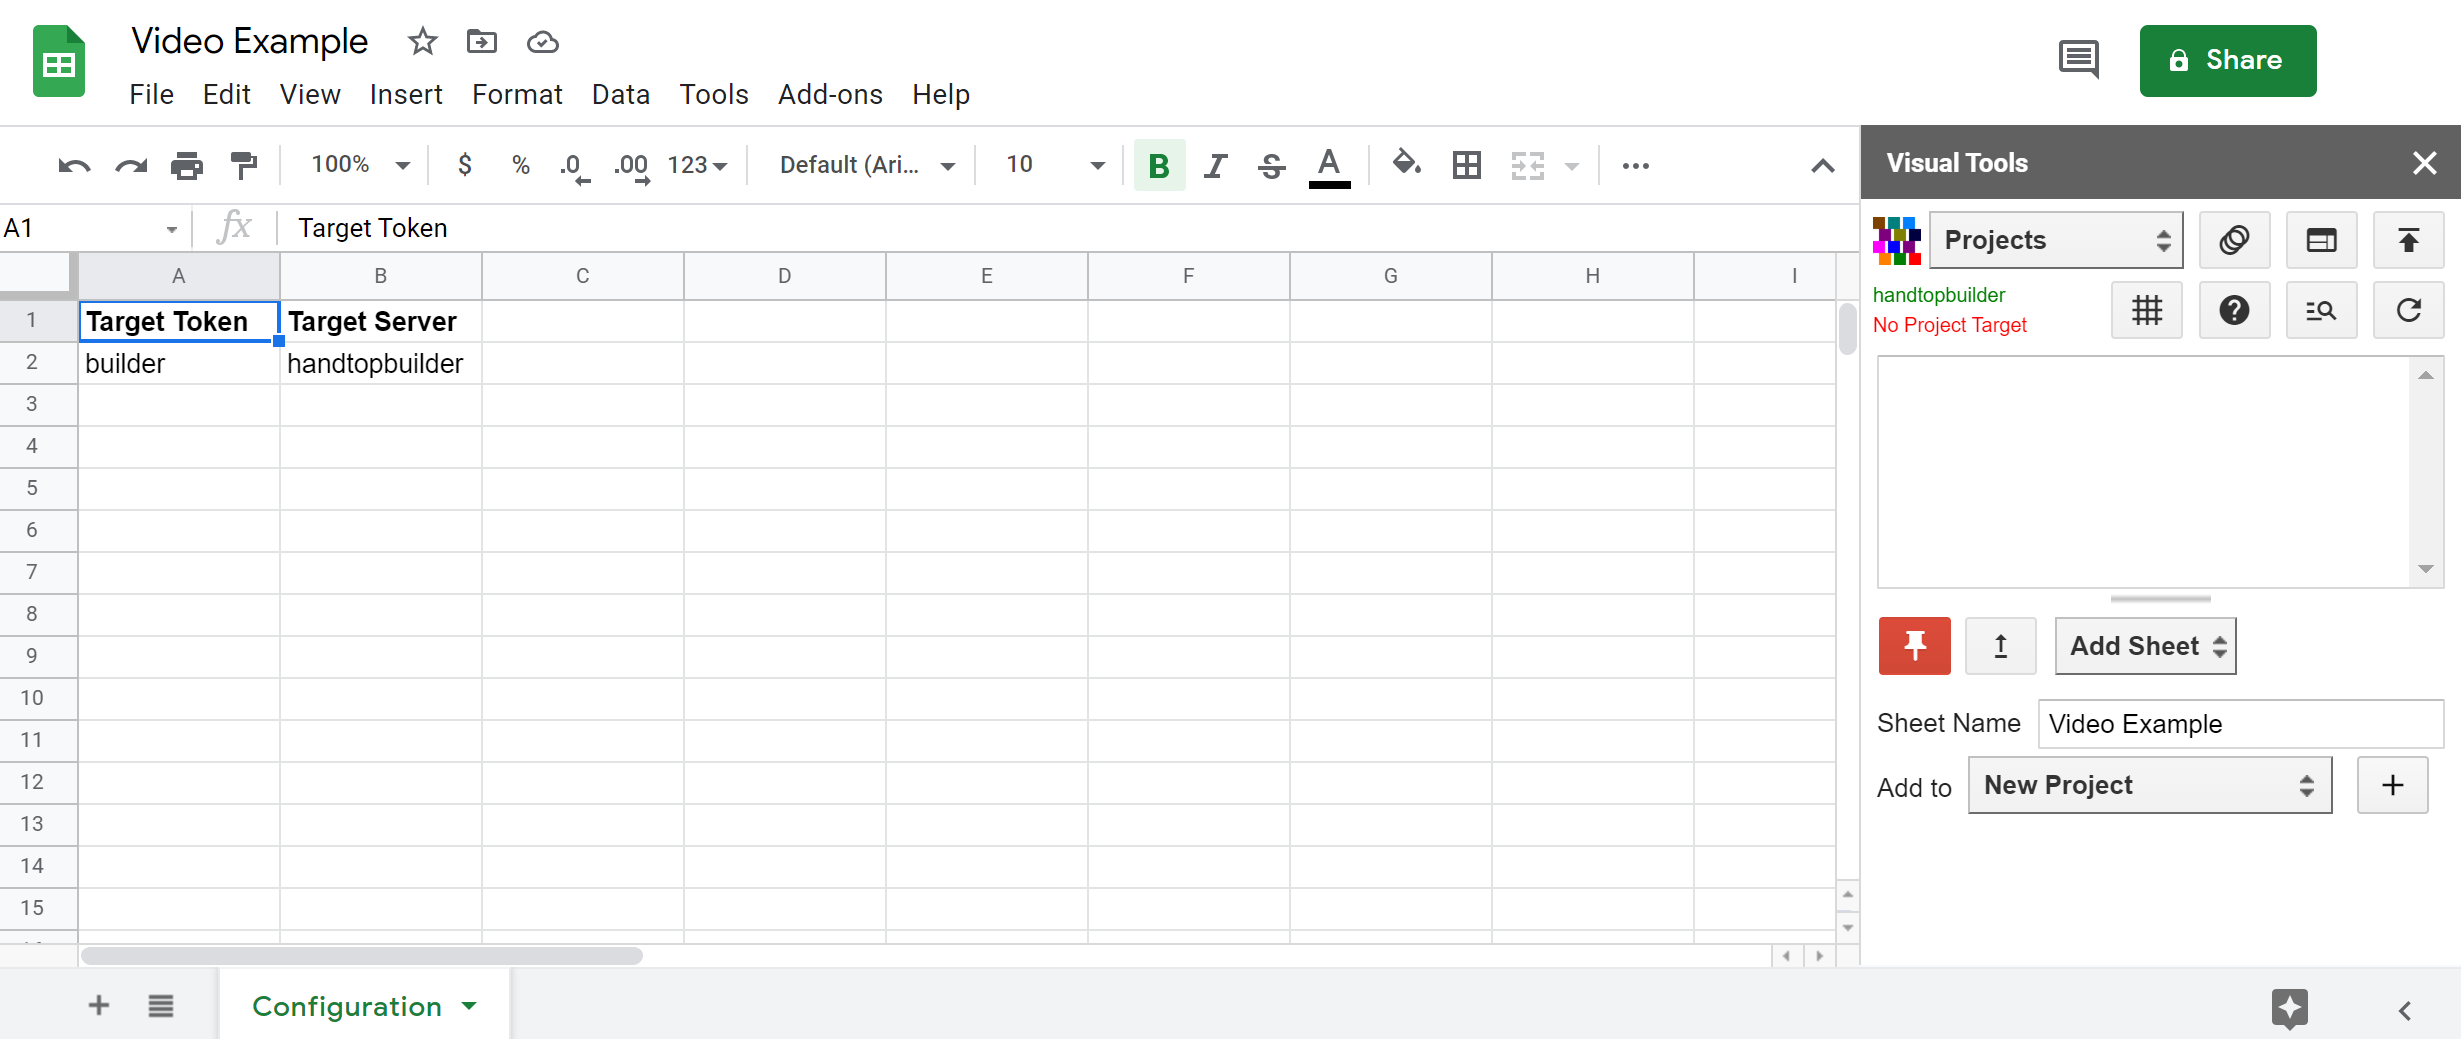 Video Example
File Edit View Insert Format Data Tools Add-ons Help
Share
100% $ % .0 .00 123 Default (Ari... 10 B I S A
Visual Tools
A1 fx Target Token
Projects
A B C D E F G H I
handtopbuilder
No Project Target
1 Target Token Target Server
2 builder handtopbuilder
3
4
5
6
7
8
9
10
11
12
13
14
15
Add Sheet
Sheet Name Video Example
Add to New Project +
Configuration